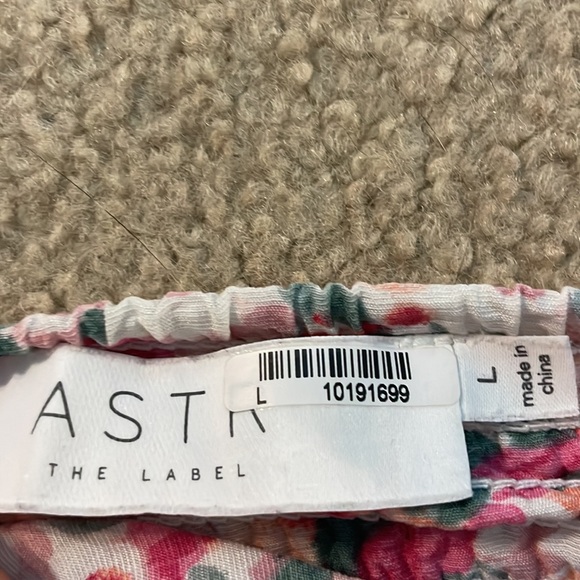 ASTR
THE LABEL
L 10191699
L
made in
china